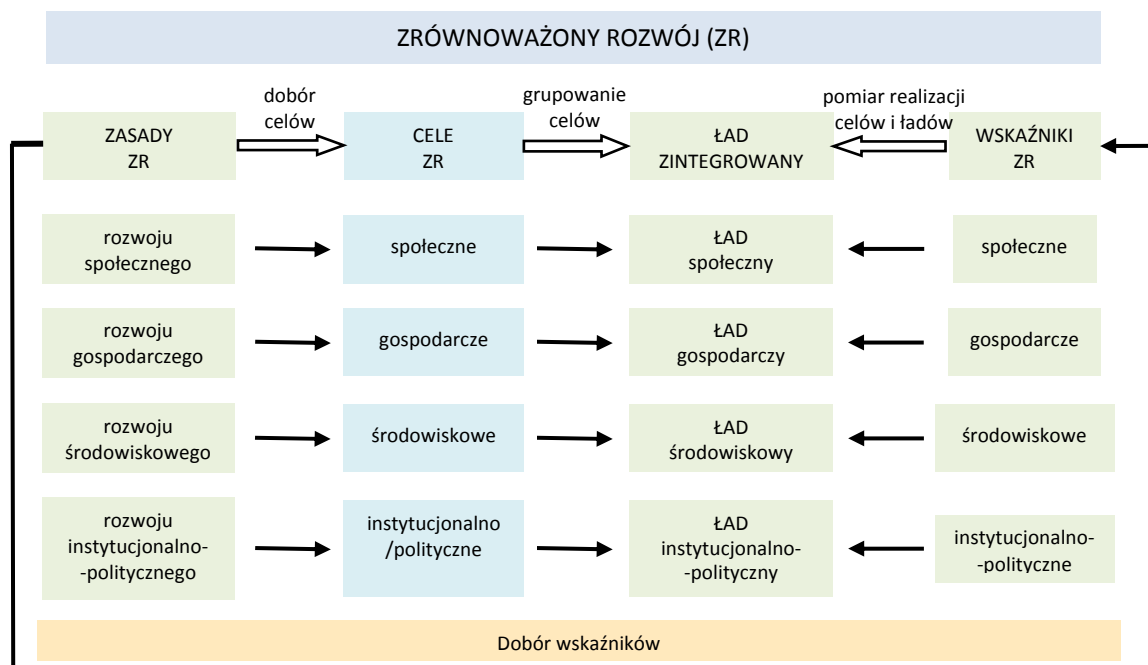 ZRÓWNOWAŻONY ROZWÓJ (ZR)
dobór
celów
grupowanie
celów
pomiar realizacji
celów i ładów
ZASADY
ZR
CELE
ZR
ŁAD
ZINTEGROWANY
WSKAŹNIKI
ZR
rozwoju
społecznego
społeczne
ŁAD
społeczny
społeczne
rozwoju
gospodarczego
gospodarcze
ŁAD
gospodarczy
gospodarcze
rozwoju
środowiskowego
środowiskowe
ŁAD
środowiskowy
środowiskowe
rozwoju
instytucjonalno-
-politycznego
instytucjonalno
/polityczne
ŁAD
instytucjonalno-
-polityczny
instytucjonalno-
-polityczne
Dobór wskaźników